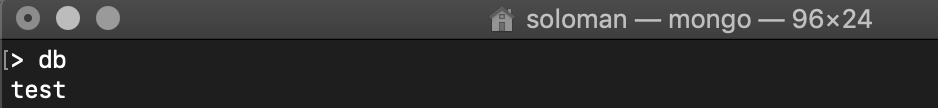 soloman — mongo — 96×24
[> db
test